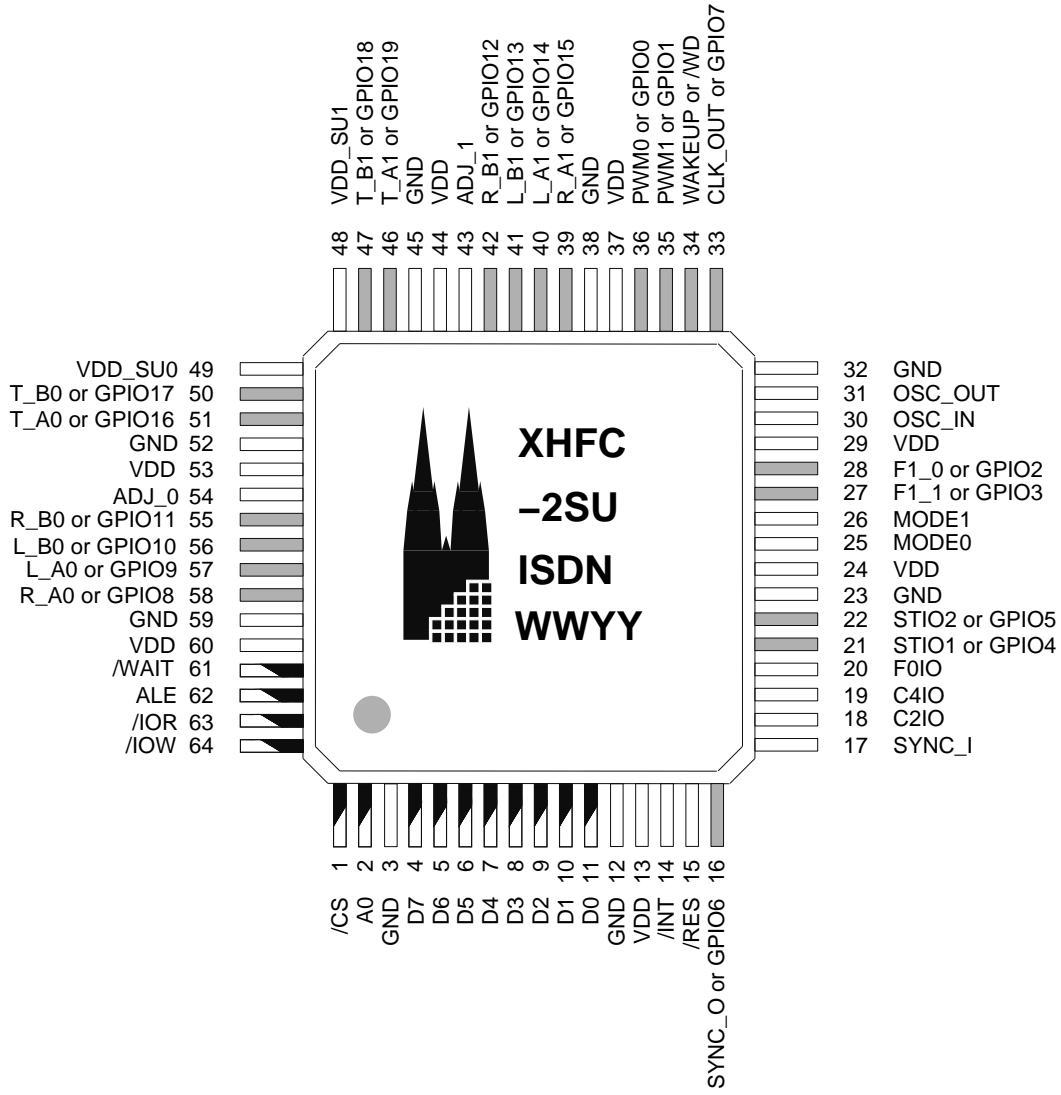 VDD_SU1
T_B1 or GPIO18
T_A1 or GPIO19
GND
VDD
ADJ_1
R_B1 or GPIO12
L_B1 or GPIO13
L_A1 or GPIO14
R_A1 or GPIO15
GND
VDD
PWM0 or GPIO0
PWM1 or GPIO1
WAKEUP or /WD
CLK_OUT or GPIO7
48
47
46
45
44
43
42
41
40
39
38
37
36
35
34
33
VDD_SU0 49
T_B0 or GPIO17 50
T_A0 or GPIO16 51
GND 52
VDD 53
ADJ_0 54
R_B0 or GPIO11 55
L_B0 or GPIO10 56
L_A0 or GPIO9 57
R_A0 or GPIO8 58
GND 59
VDD 60
/WAIT 61
ALE 62
/IOR 63
/IOW 64
XHFC
–2SU
ISDN
WWYY
32 GND
31 OSC_OUT
30 OSC_IN
29 VDD
28 F1_0 or GPIO2
27 F1_1 or GPIO3
26 MODE1
25 MODE0
24 VDD
23 GND
22 STIO2 or GPIO5
21 STIO1 or GPIO4
20 F0IO
19 C4IO
18 C2IO
17 SYNC_I
1
2
3
4
5
6
7
8
9
10
11
12
13
14
15
16
/CS
A0
GND
D7
D6
D5
D4
D3
D2
D1
D0
GND
VDD
/INT
/RES
SYNC_O or GPIO6